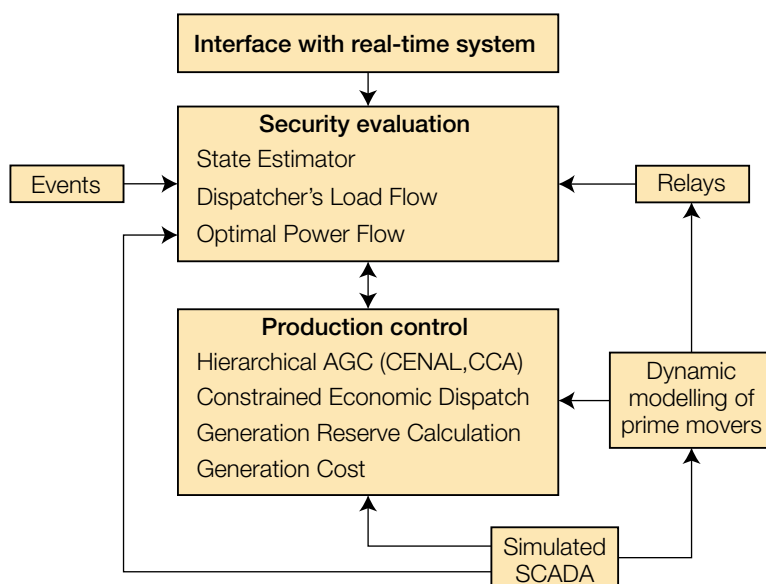 Interface with real-time system
Security evaluation
State Estimator
Dispatcher's Load Flow
Optimal Power Flow
Events
Relays
Production control
Hierarchical AGC (CENAL,CCA)
Constrained Economic Dispatch
Generation Reserve Calculation
Generation Cost
Dynamic
modelling of
prime movers
Simulated
SCADA